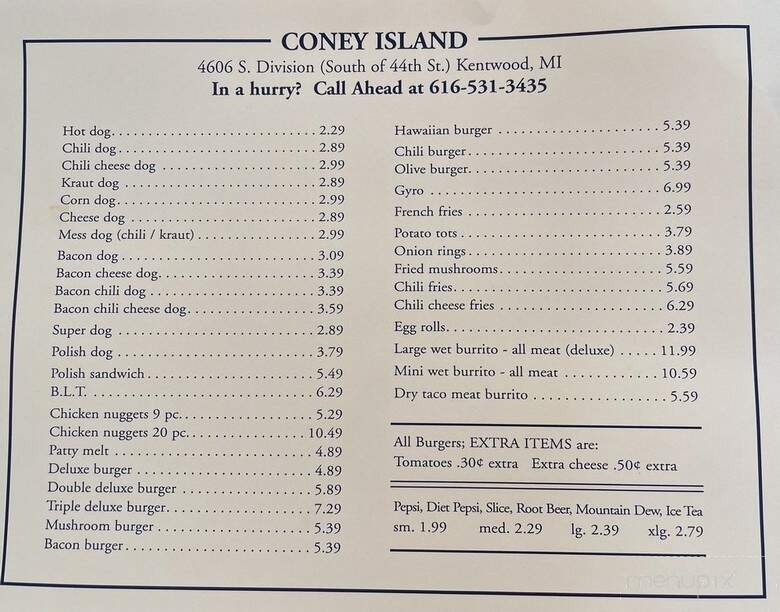 CONEY ISLAND
4606 S. Division (South of 44th St.) Kentwood, MI
In a hurry? Call Ahead at 616-531-3435
Hot dog 2.29
Chili dog 2.89
Chili cheese dog 2.99
Kraut dog 2.89
Corn dog 2.99
Cheese dog 2.89
Mess dog (chili / kraut) 2.99
Bacon dog 3.09
Bacon cheese dog 3.39
Bacon chili dog 3.39
Bacon chili cheese dog 3.59
Super dog 2.89
Polish dog 3.79
Polish sandwich 5.49
B.L.T. 6.29
Chicken nuggets 9 pc. 5.29
Chicken nuggets 20 pc. 10.49
Patty melt 4.89
Deluxe burger 4.89
Double deluxe burger 5.89
Triple deluxe burger 7.29
Mushroom burger 5.39
Bacon burger 5.39
Hawaiian burger 5.39
Chili burger 5.39
Olive burger 5.39
Gyro 6.99
French fries 2.59
Potato tots 3.79
Onion rings 3.89
Fried mushrooms 5.59
Chili fries 5.69
Chili cheese fries 6.29
Egg rolls 2.39
Large wet burrito - all meat (deluxe) 11.99
Mini wet burrito - all meat 10.59
Dry taco meat burrito 5.59
All Burgers; EXTRA ITEMS are:
Tomatoes .30¢ extra Extra cheese .50¢ extra
Pepsi, Diet Pepsi, Slice, Root Beer, Mountain Dew, Ice Tea
sm. 1.99 med. 2.29 lg. 2.39 xlg. 2.79
menupix